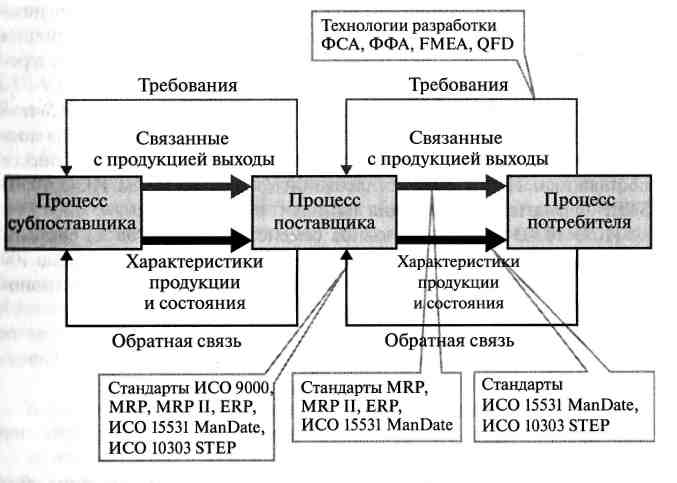 Технологии разработки
ФСА, ФФА, FMEA, QFD
Требования
Требования
Связанные
с продукцией выходы
Связанные
с продукцией выходы
Процесс
субпоставщика
Процесс
поставщика
Процесс
потребителя
Характеристики
продукции
и состояния
Характеристики
продукции
и состояния
Обратная связь
Обратная связь
Стандарты ИСО 9000,
MRP, MRP II, ERP,
ИСО 15531 ManDate,
ИСО 10303 STEP
Стандарты MRP,
MRP II, ERP,
ИСО 15531 ManDate
Стандарты
ИСО 15531 ManDate,
ИСО 10303 STEP